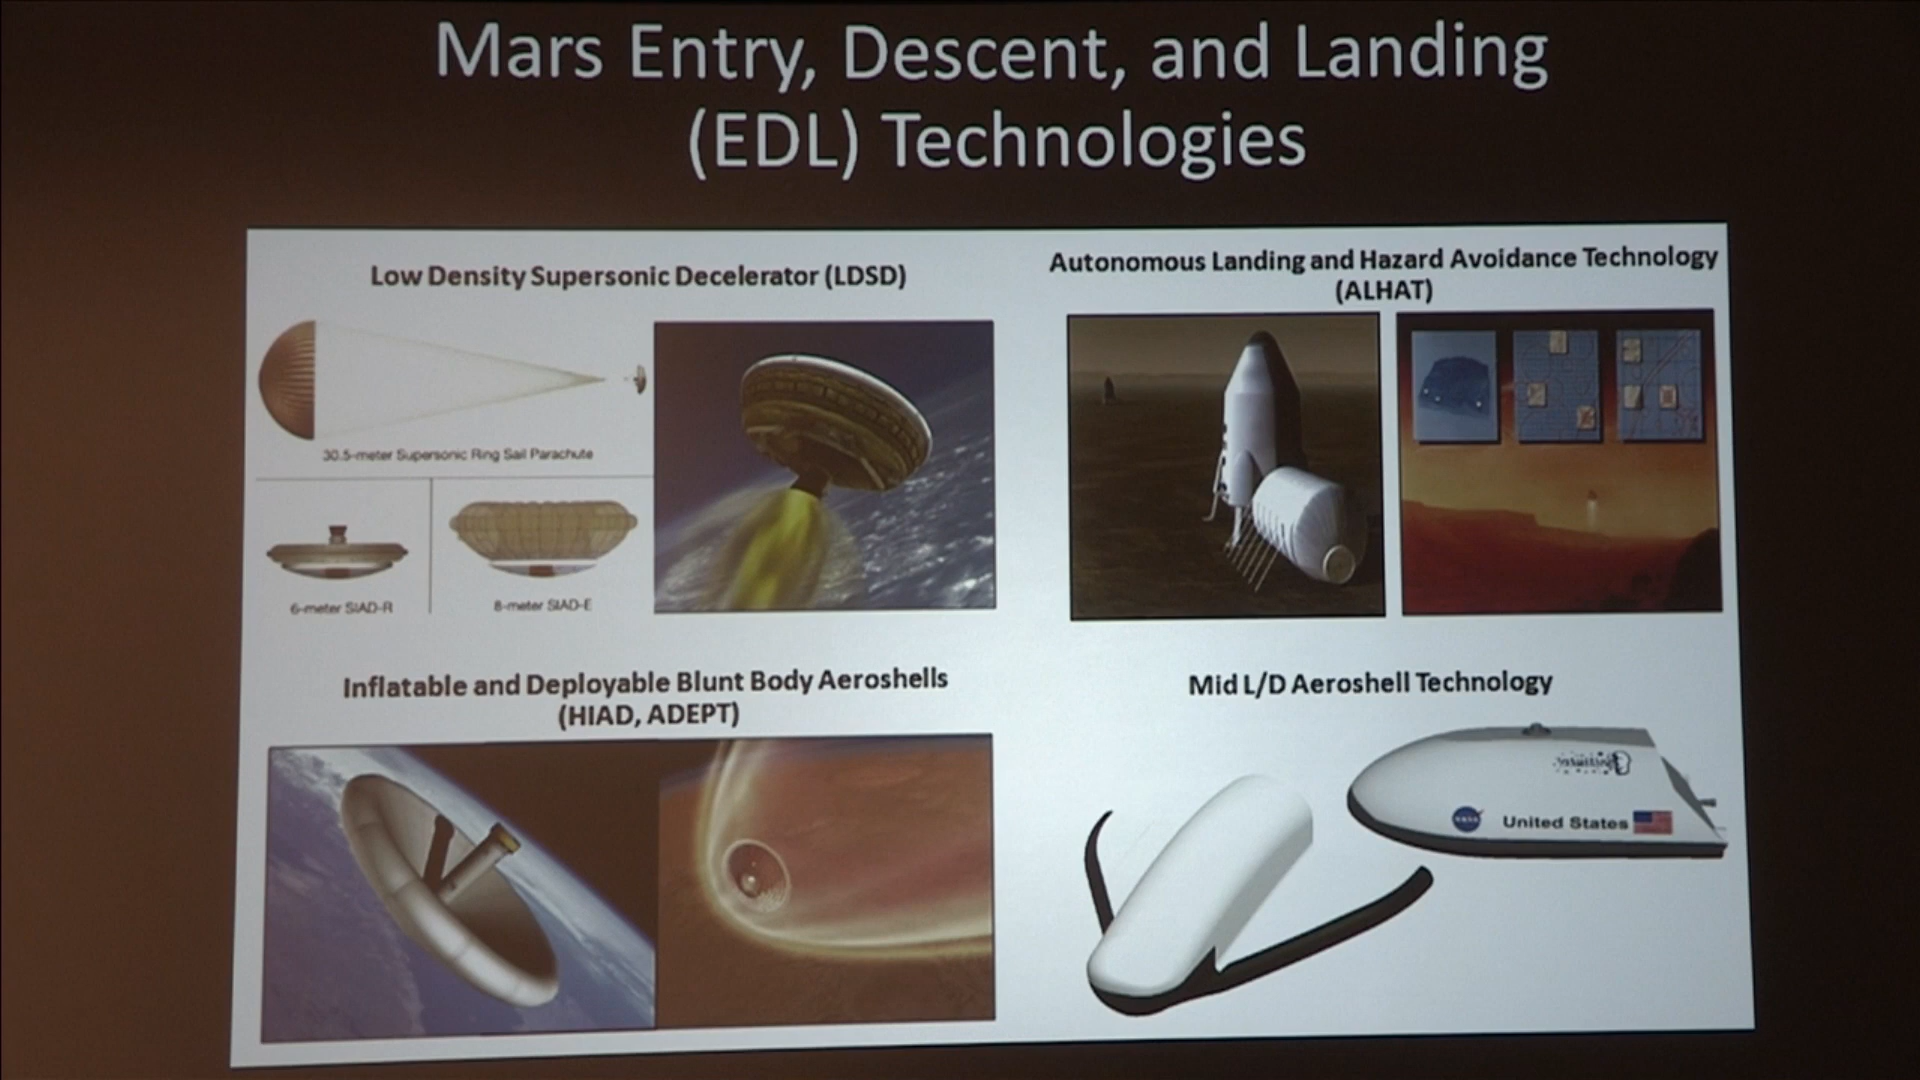 Mars Entry, Descent, and Landing
(EDL) Technologies
Low Density Supersonic Decelerator (LDSD)
30.5-meter Supersonic Ring Sail Parachute
6-meter SIAD-R
8-meter SIAD-E
Autonomous Landing and Hazard Avoidance Technology
(ALHAT)
Inflatable and Deployable Blunt Body Aeroshells
(HIAD, ADEPT)
Mid L/D Aeroshell Technology
NASA
United States